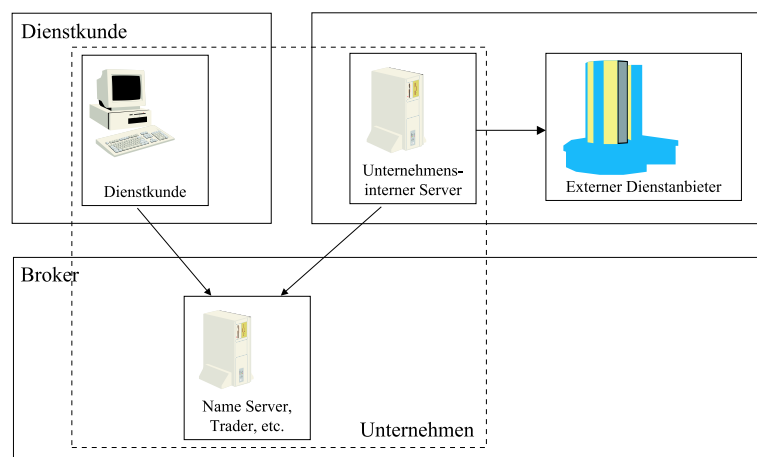 Dienstkunde
Dienstkunde
Unternehmens-
interner Server
Externer Dienstanbieter
Broker
Name Server,
Trader, etc.
Unternehmen